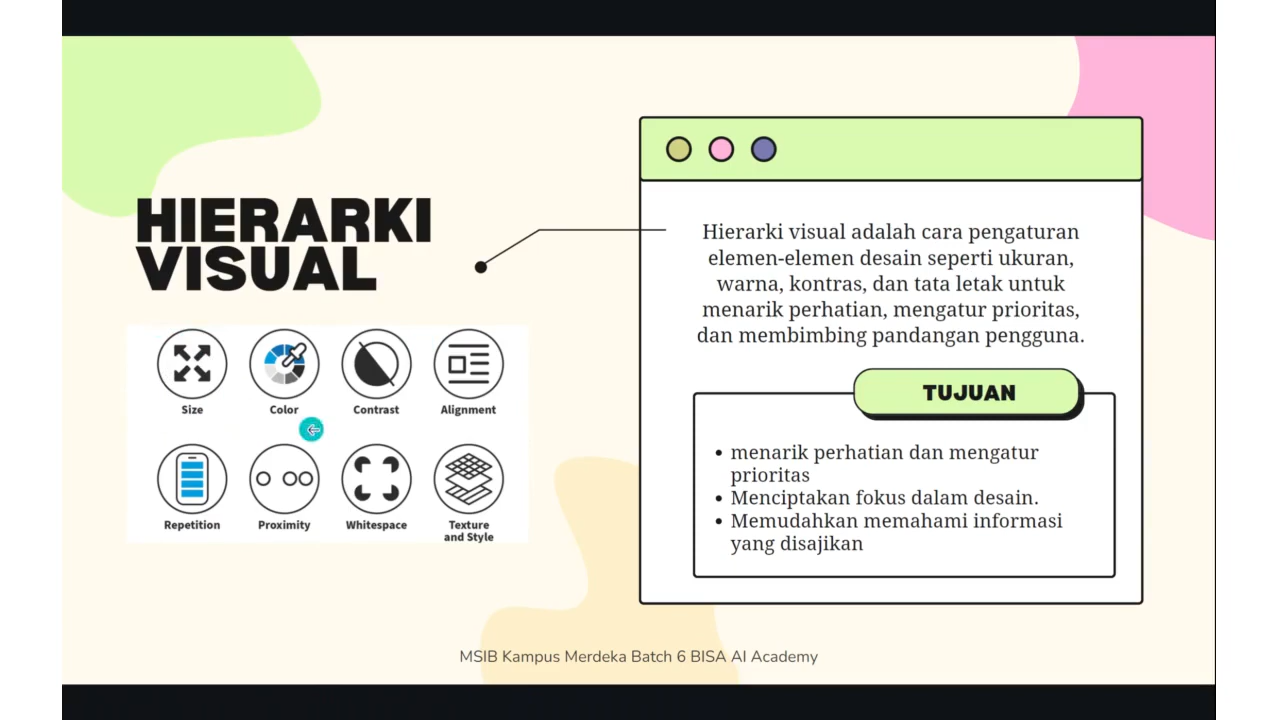 HIERARKI
VISUAL
Size
Color
Contrast
Alignment
Repetition
Proximity
Whitespace
Texture
and Style
Hierarki visual adalah cara pengaturan
elemen-elemen desain seperti ukuran,
warna, kontras, dan tata letak untuk
menarik perhatian, mengatur prioritas,
dan membimbing pandangan pengguna.
TUJUAN
• menarik perhatian dan mengatur
prioritas
• Menciptakan fokus dalam desain.
• Memudahkan memahami informasi
yang disajikan
MSIB Kampus Merdeka Batch 6 BISA AI Academy